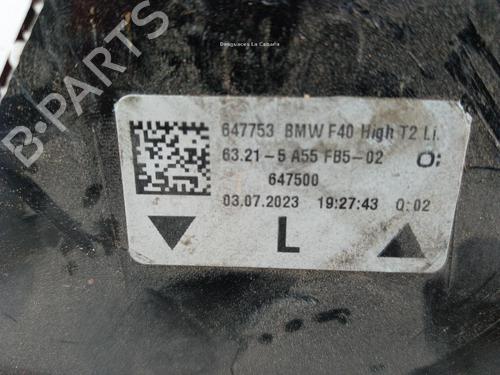 B-PARTS
Desguaces La Cabaña
647753 BMW F40 High T2 Li.
63.21-5 A55 FB5-02 O:
647500
03.07.2023 19:27:43 Q:02
L